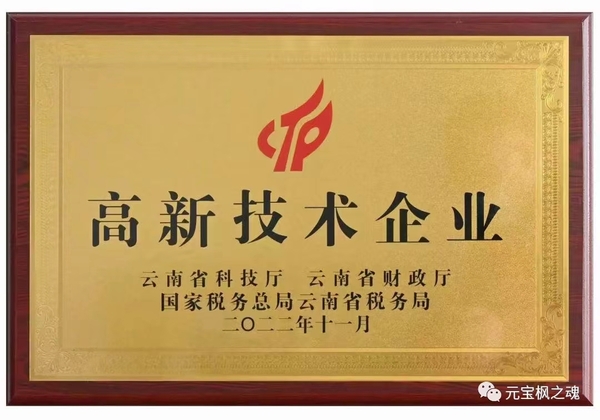 CTP
高新技术企业
云南省科技厅 云南省财政厅
国家税务总局云南省税务局
二〇二二年十一月
元宝枫之魂